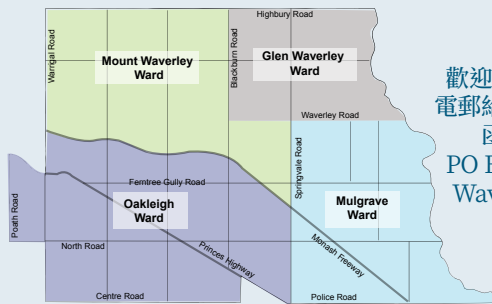 Highbury Road
Warrigal Road
Mount Waverley
Ward
Blackburn Road
Glen Waverley
Ward
Waverley Road
Springvale Road
Ferntree Gully Road
Poath Road
Oakleigh
Ward
Mulgrave
Ward
North Road
Princes Highway
Monash Freeway
Centre Road
Police Road
歡迎
電郵給
PO B
Wav